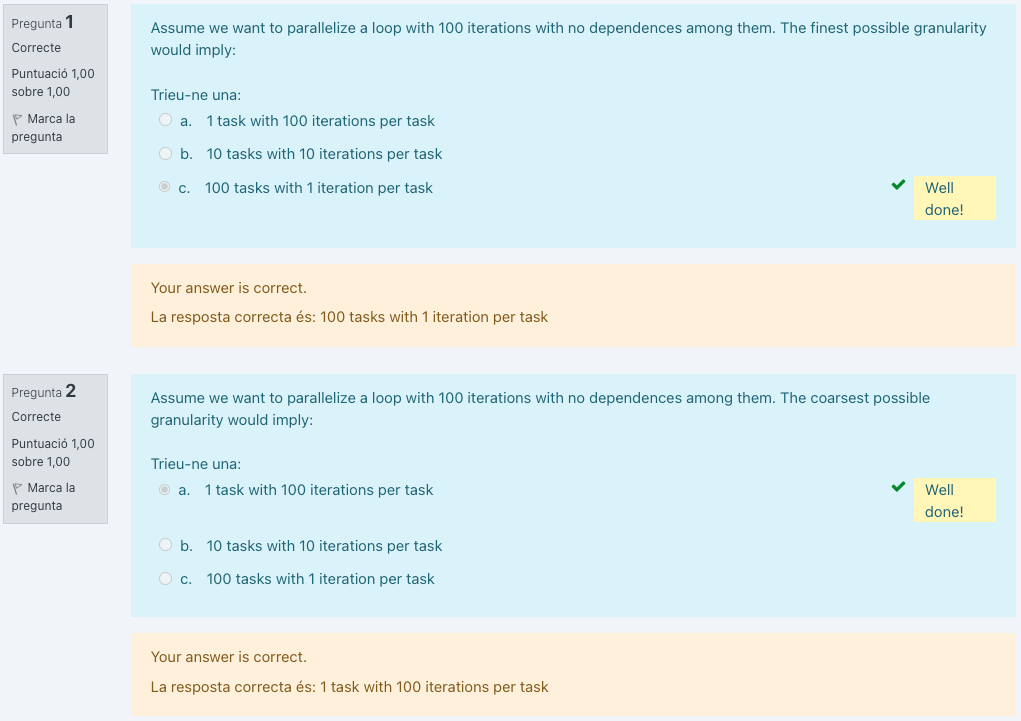 Pregunta 1
Correcte
Puntuació 1,00
sobre 1,00
Marca la
pregunta
Assume we want to parallelize a loop with 100 iterations with no dependences among them. The finest possible granularity
would imply:
Trieu-ne una:
a. 1 task with 100 iterations per task
b. 10 tasks with 10 iterations per task
c. 100 tasks with 1 iteration per task
Well
done!
Your answer is correct.
La resposta correcta és: 100 tasks with 1 iteration per task
Pregunta 2
Correcte
Puntuació 1,00
sobre 1,00
Marca la
pregunta
Assume we want to parallelize a loop with 100 iterations with no dependences among them. The coarsest possible
granularity would imply:
Trieu-ne una:
a. 1 task with 100 iterations per task
Well
done!
b. 10 tasks with 10 iterations per task
c. 100 tasks with 1 iteration per task
Your answer is correct.
La resposta correcta és: 1 task with 100 iterations per task